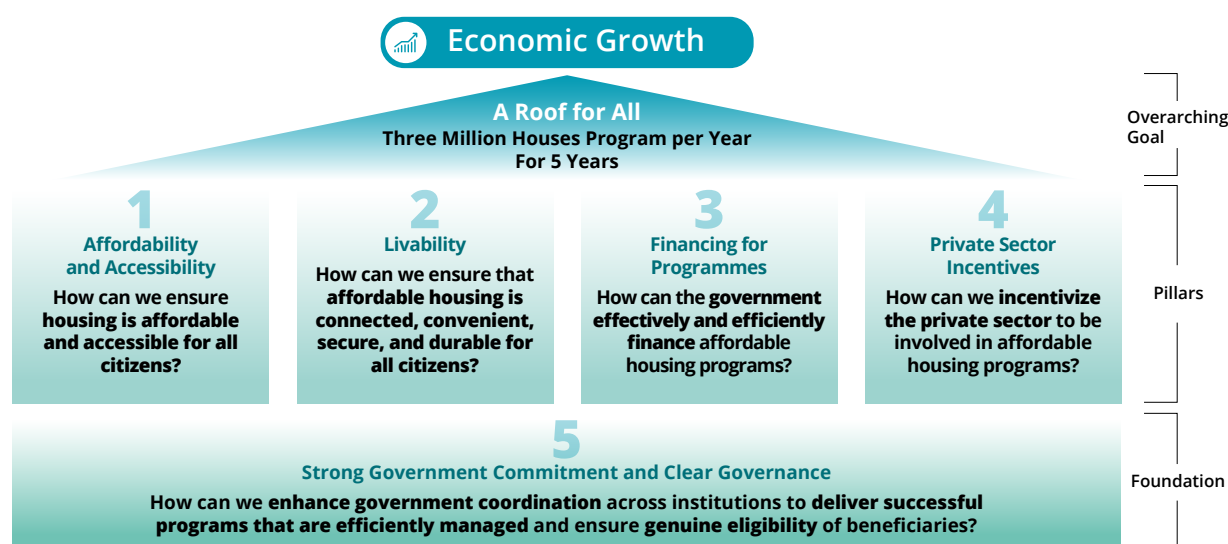 Economic Growth
A Roof for All
Three Million Houses Program per Year
For 5 Years
Overarching
Goal
1
Affordability
and Accessibility
How can we ensure
housing is affordable
and accessible for all
citizens?
2
Livability
How can we ensure that
affordable housing is
connected, convenient,
secure, and durable for
all citizens?
3
Financing for
Programmes
How can the government
effectively and efficiently
finance affordable
housing programs?
4
Private Sector
Incentives
How can we incentivize
the private sector to be
involved in affordable
housing programs?
Pillars
5
Strong Government Commitment and Clear Governance
How can we enhance government coordination across institutions to deliver successful
programs that are efficiently managed and ensure genuine eligibility of beneficiaries?
Foundation